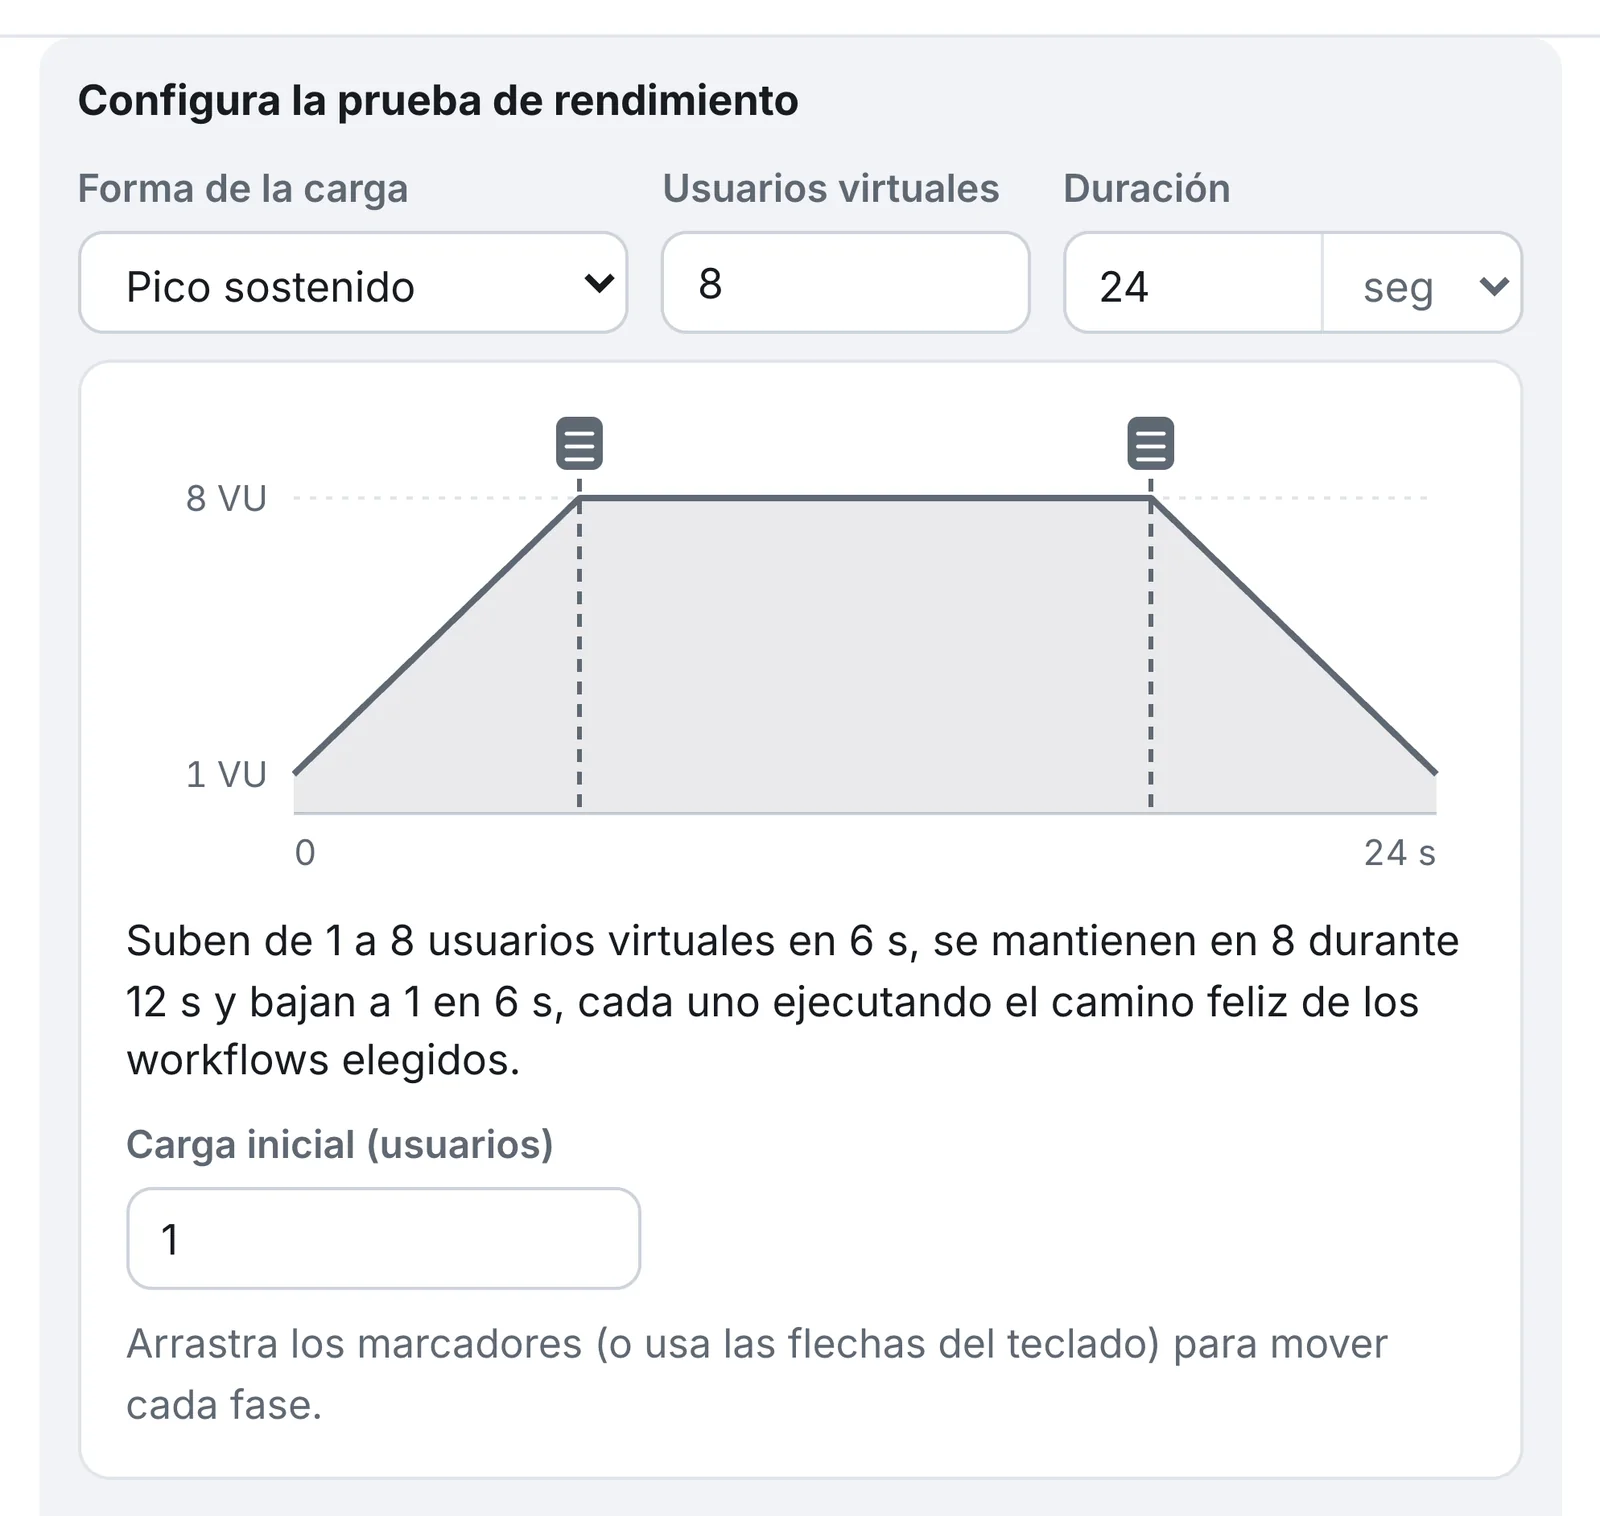 Configura la prueba de rendimiento
Forma de la carga
Usuarios virtuales
Duración
Pico sostenido
8
24
seg
8 VU
1 VU
0
24 s
Suben de 1 a 8 usuarios virtuales en 6 s, se mantienen en 8 durante
12 s y bajan a 1 en 6 s, cada uno ejecutando el camino feliz de los
workflows elegidos.
Carga inicial (usuarios)
1
Arrastra los marcadores (o usa las flechas del teclado) para mover
cada fase.